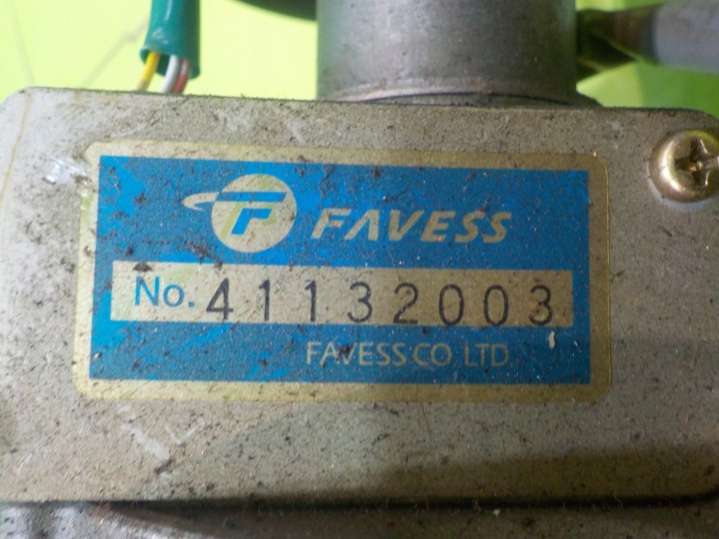 FAVESS
No. 41132003
FAVESS CO LTD